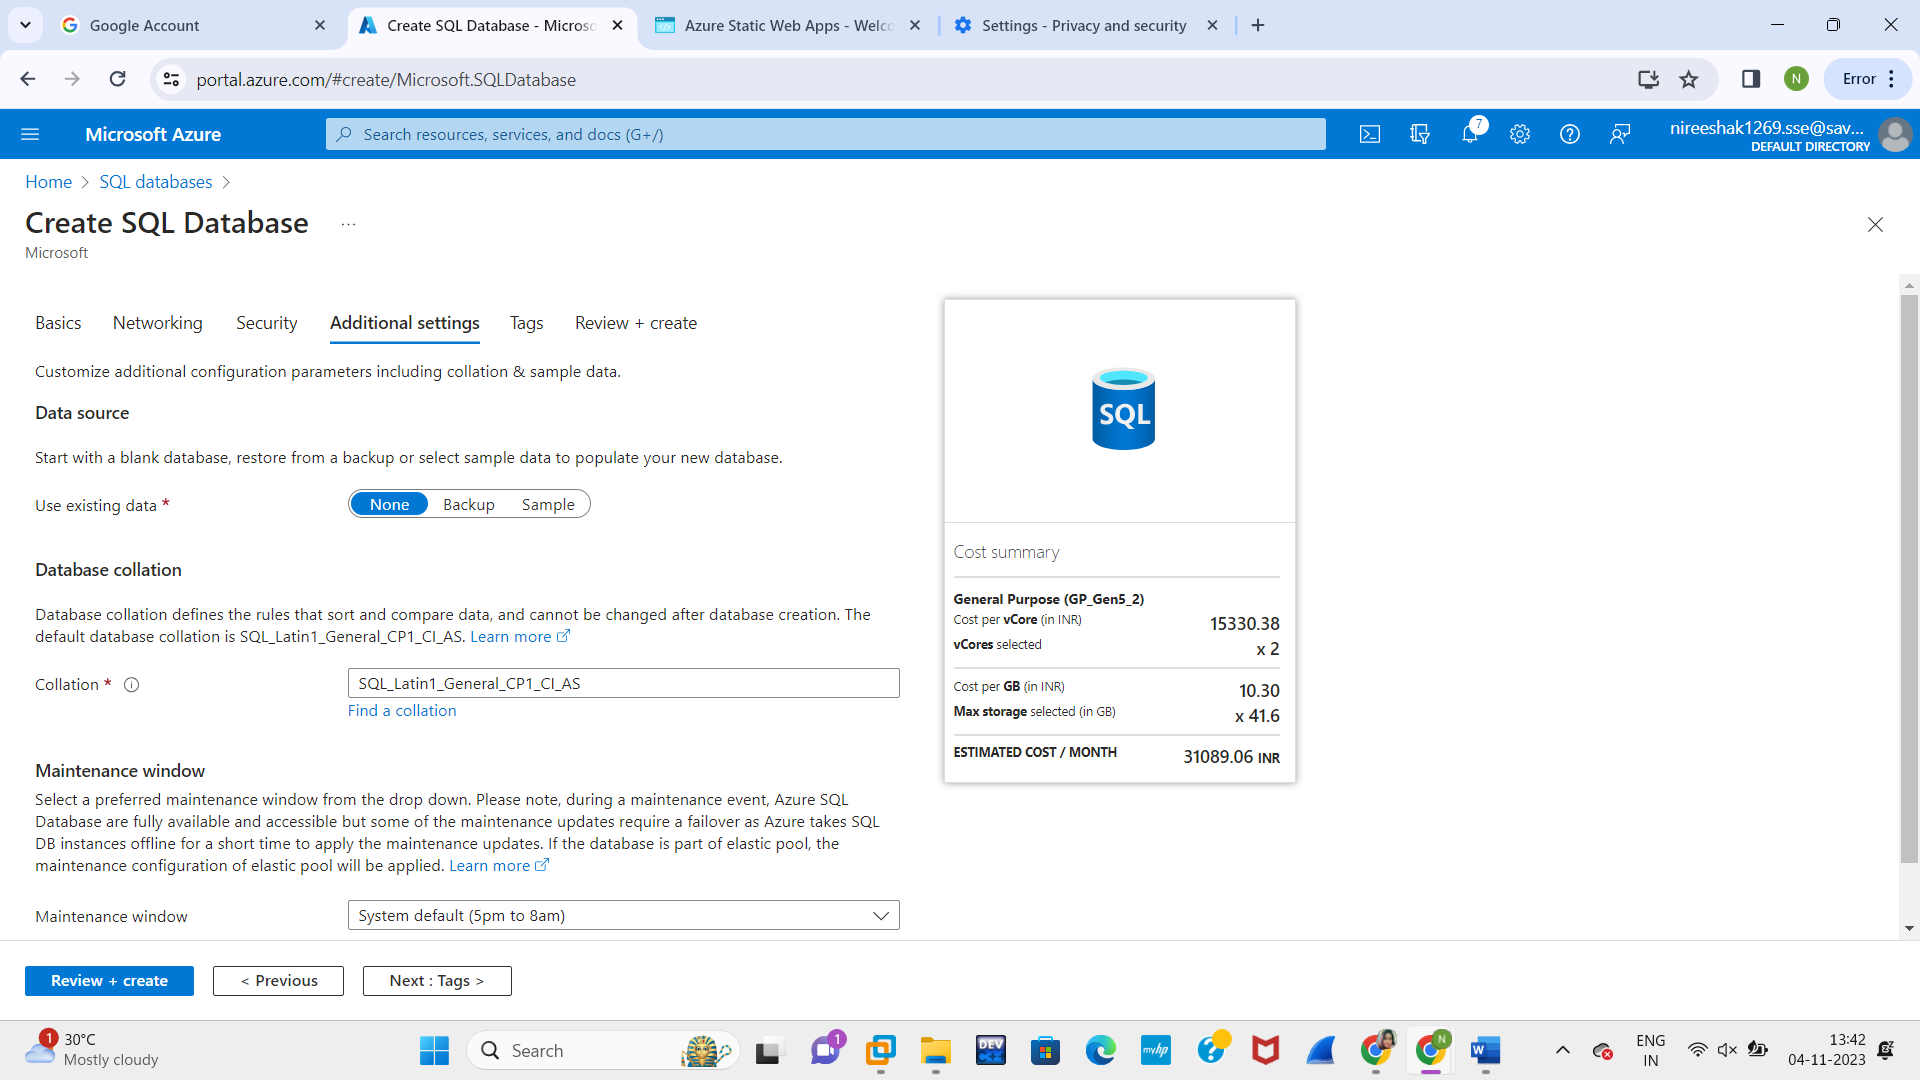 Google Account
Create SQL Database - Micros
Azure Static Web Apps - Welc
Settings - Privacy and security
portal.azure.com/#create/Microsoft.SQLDatabase
N
Error
Microsoft Azure
Search resources, services, and docs (G+/)
7
nireeshak1269.sse@sav...
DEFAULT DIRECTORY
Home > SQL databases >
Create SQL Database ...
Microsoft
Basics Networking Security Additional settings Tags Review + create
Customize additional configuration parameters including collation & sample data.
Data source
Start with a blank database, restore from a backup or select sample data to populate your new database.
Use existing data *
None Backup Sample
Database collation
Database collation defines the rules that sort and compare data, and cannot be changed after database creation. The
default database collation is SQL_Latin1_General_CP1_CI_AS. Learn more
Collation *
SQL_Latin1_General_CP1_CI_AS
Find a collation
Maintenance window
Select a preferred maintenance window from the drop down. Please note, during a maintenance event, Azure SQL
Database are fully available and accessible but some of the maintenance updates require a failover as Azure takes SQL
DB instances offline for a short time to apply the maintenance updates. If the database is part of elastic pool, the
maintenance configuration of elastic pool will be applied. Learn more
Maintenance window
System default (5pm to 8am)
SQL
Cost summary
General Purpose (GP_Gen5_2)
Cost per vCore (in INR) 15330.38
vCores selected x 2
Cost per GB (in INR) 10.30
Max storage selected (in GB) x 41.6
ESTIMATED COST / MONTH 31089.06 INR
Review + create
< Previous
Next : Tags >
1
30°C
Mostly cloudy
Search
1
DEV
C++
myhp
?
N
W
ENG
IN
13:42
04-11-2023